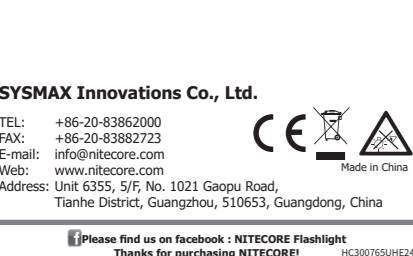 SYSMAX Innovations Co., Ltd.
TEL: +86-20-83862000
FAX: +86-20-83882723
E-mail: info@nitecore.com
Web: www.nitecore.com
Address: Unit 6355, 5/F, No. 1021 Gaopu Road,
Tianhe District, Guangzhou, 510653, Guangdong, China
CE
Made in China
Please find us on facebook : NITECORE Flashlight
Thanks for purchasing NITECORE!
HC300765UHE24